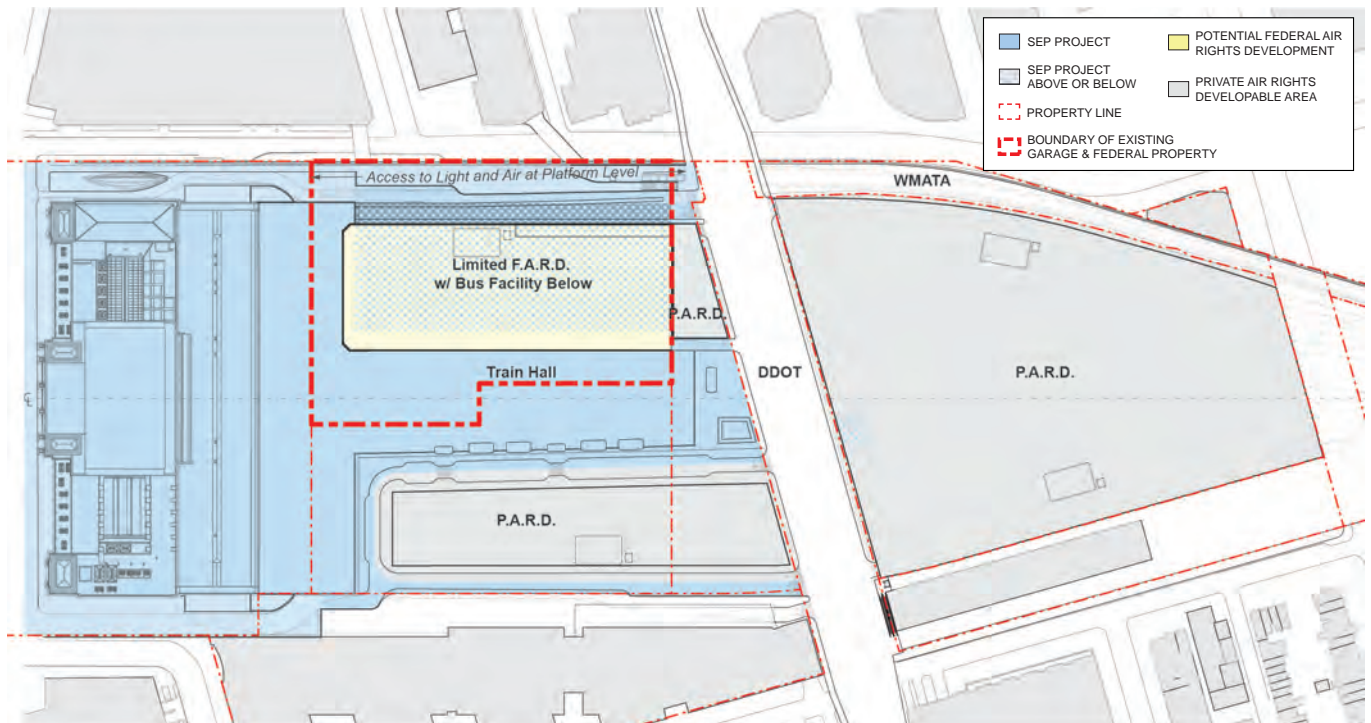 SEP PROJECT
SEP PROJECT
ABOVE OR BELOW
PROPERTY LINE
BOUNDARY OF EXISTING
GARAGE & FEDERAL PROPERTY
POTENTIAL FEDERAL AIR
RIGHTS DEVELOPMENT
PRIVATE AIR RIGHTS
DEVELOPABLE AREA
Access to Light and Air at Platform Level
WMATA
Limited F.A.R.D.
w/ Bus Facility Below
P.A.R.D.
Train Hall
DDOT
P.A.R.D.
P.A.R.D.